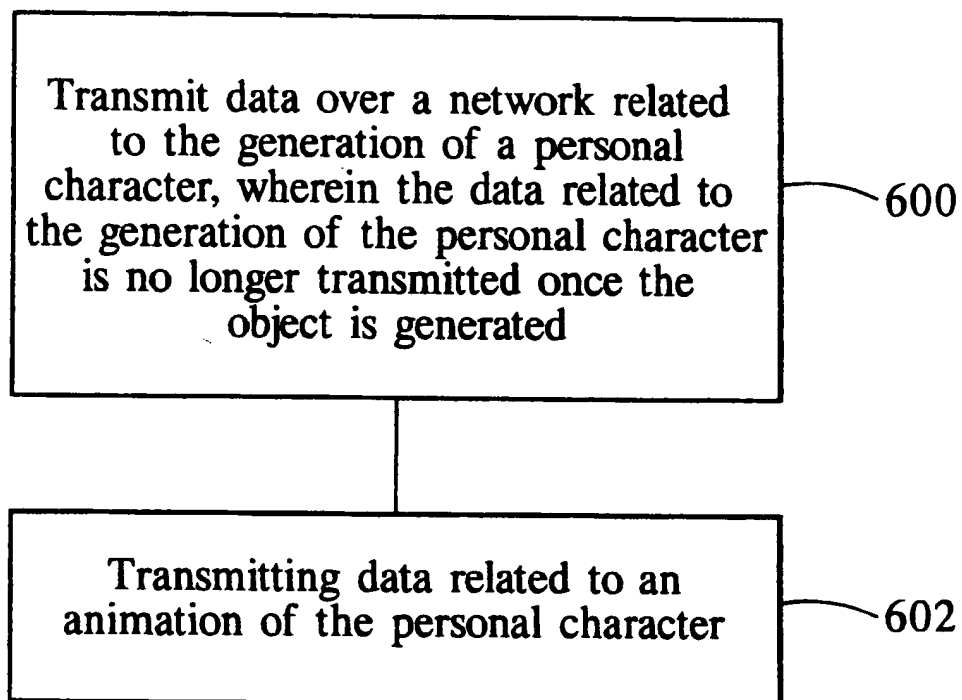 Transmit data over a network related
to the generation of a personal
character, wherein the data related to
the generation of the personal character
is no longer transmitted once the
object is generated
600
Transmitting data related to an
animation of the personal character
602